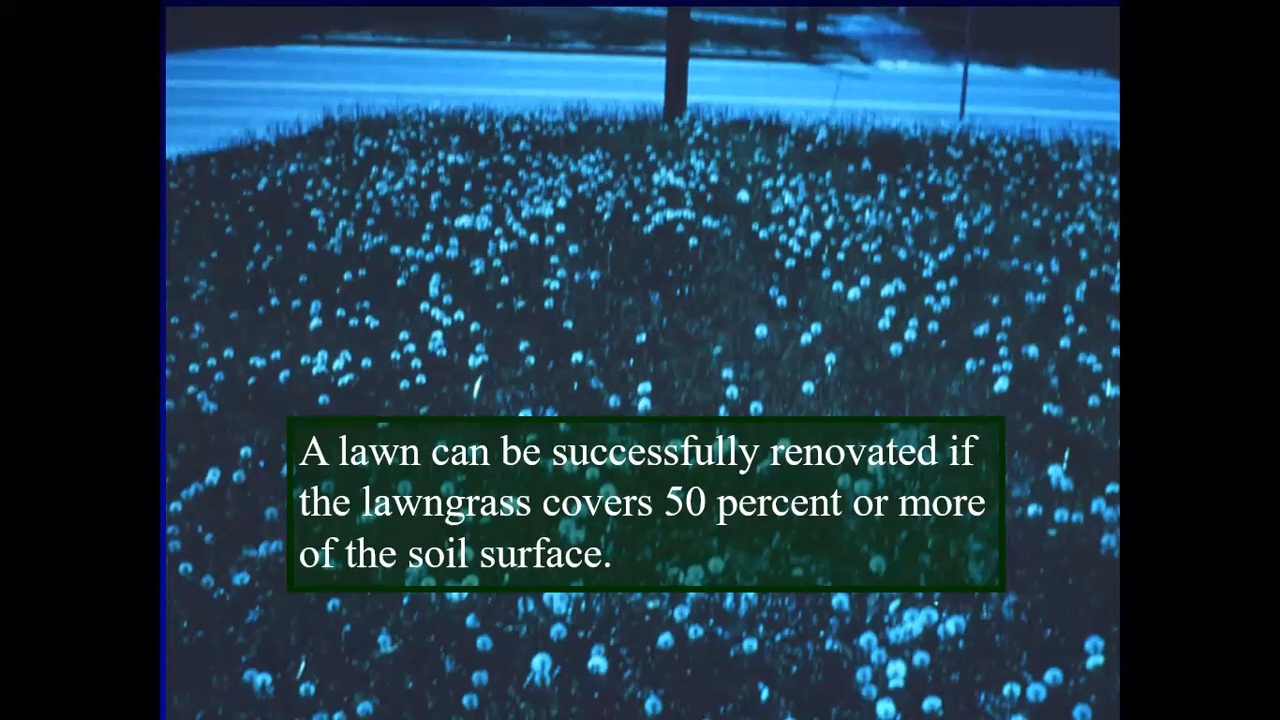 A lawn can be successfully renovated if
the lawngrass covers 50 percent or more
of the soil surface.